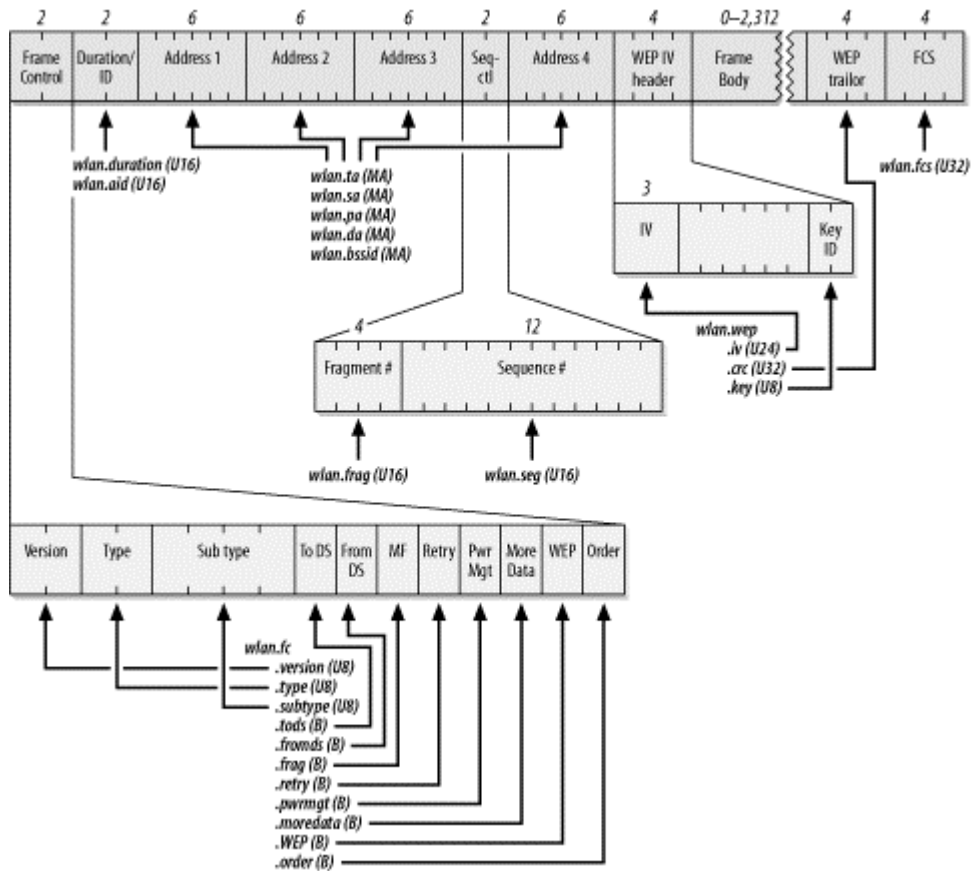 2 2 6 6 6 2 6 4 0–2,312 4 4
Frame Control Duration/ ID Address 1 Address 2 Address 3 Seq- ctl Address 4 WEP IV header Frame Body WEP trailor FCS
wlan.duration (U16)
wlan.aid (U16)
wlan.ta (MA)
wlan.sa (MA)
wlan.pa (MA)
wlan.da (MA)
wlan.bssid (MA)
wlan.fcs (U32)
3
IV Key ID
wlan.wep
.iv (U24)
.crc (U32)
.key (U8)
4 12
Fragment # Sequence #
wlan.frag (U16) wlan.seg (U16)
Version Type Sub type To DS From DS MF Retry Pwr Mgt More Data WEP Order
wlan.fc
.version (U8)
.type (U8)
.subtype (U8)
.tods (B)
.fromds (B)
.frag (B)
.retry (B)
.pwrmgt (B)
.moredata (B)
.WEP (B)
.order (B)